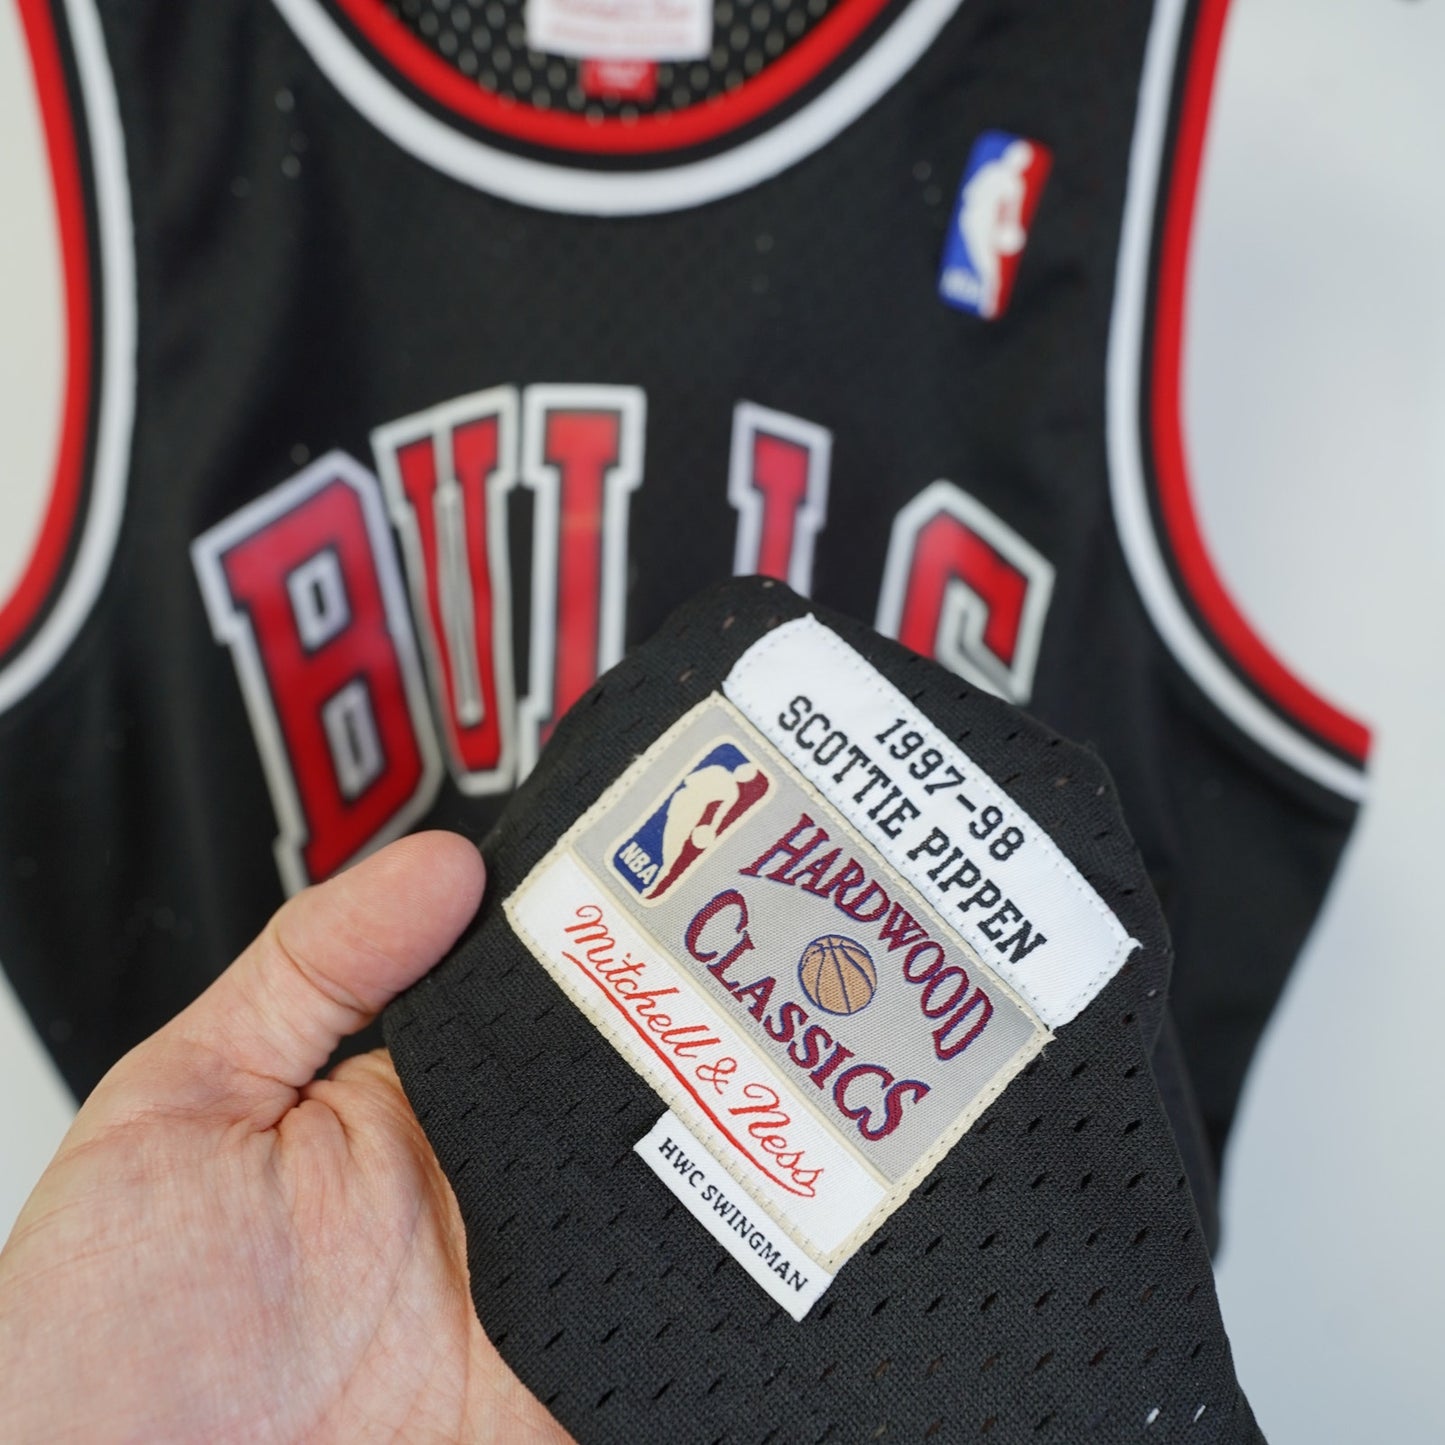 BULLS
1997-98
SCOTTIE PIPPEN
NBA
HARDWOOD
CLASSICS
Mitchell & Ness
HWC SWINGMAN